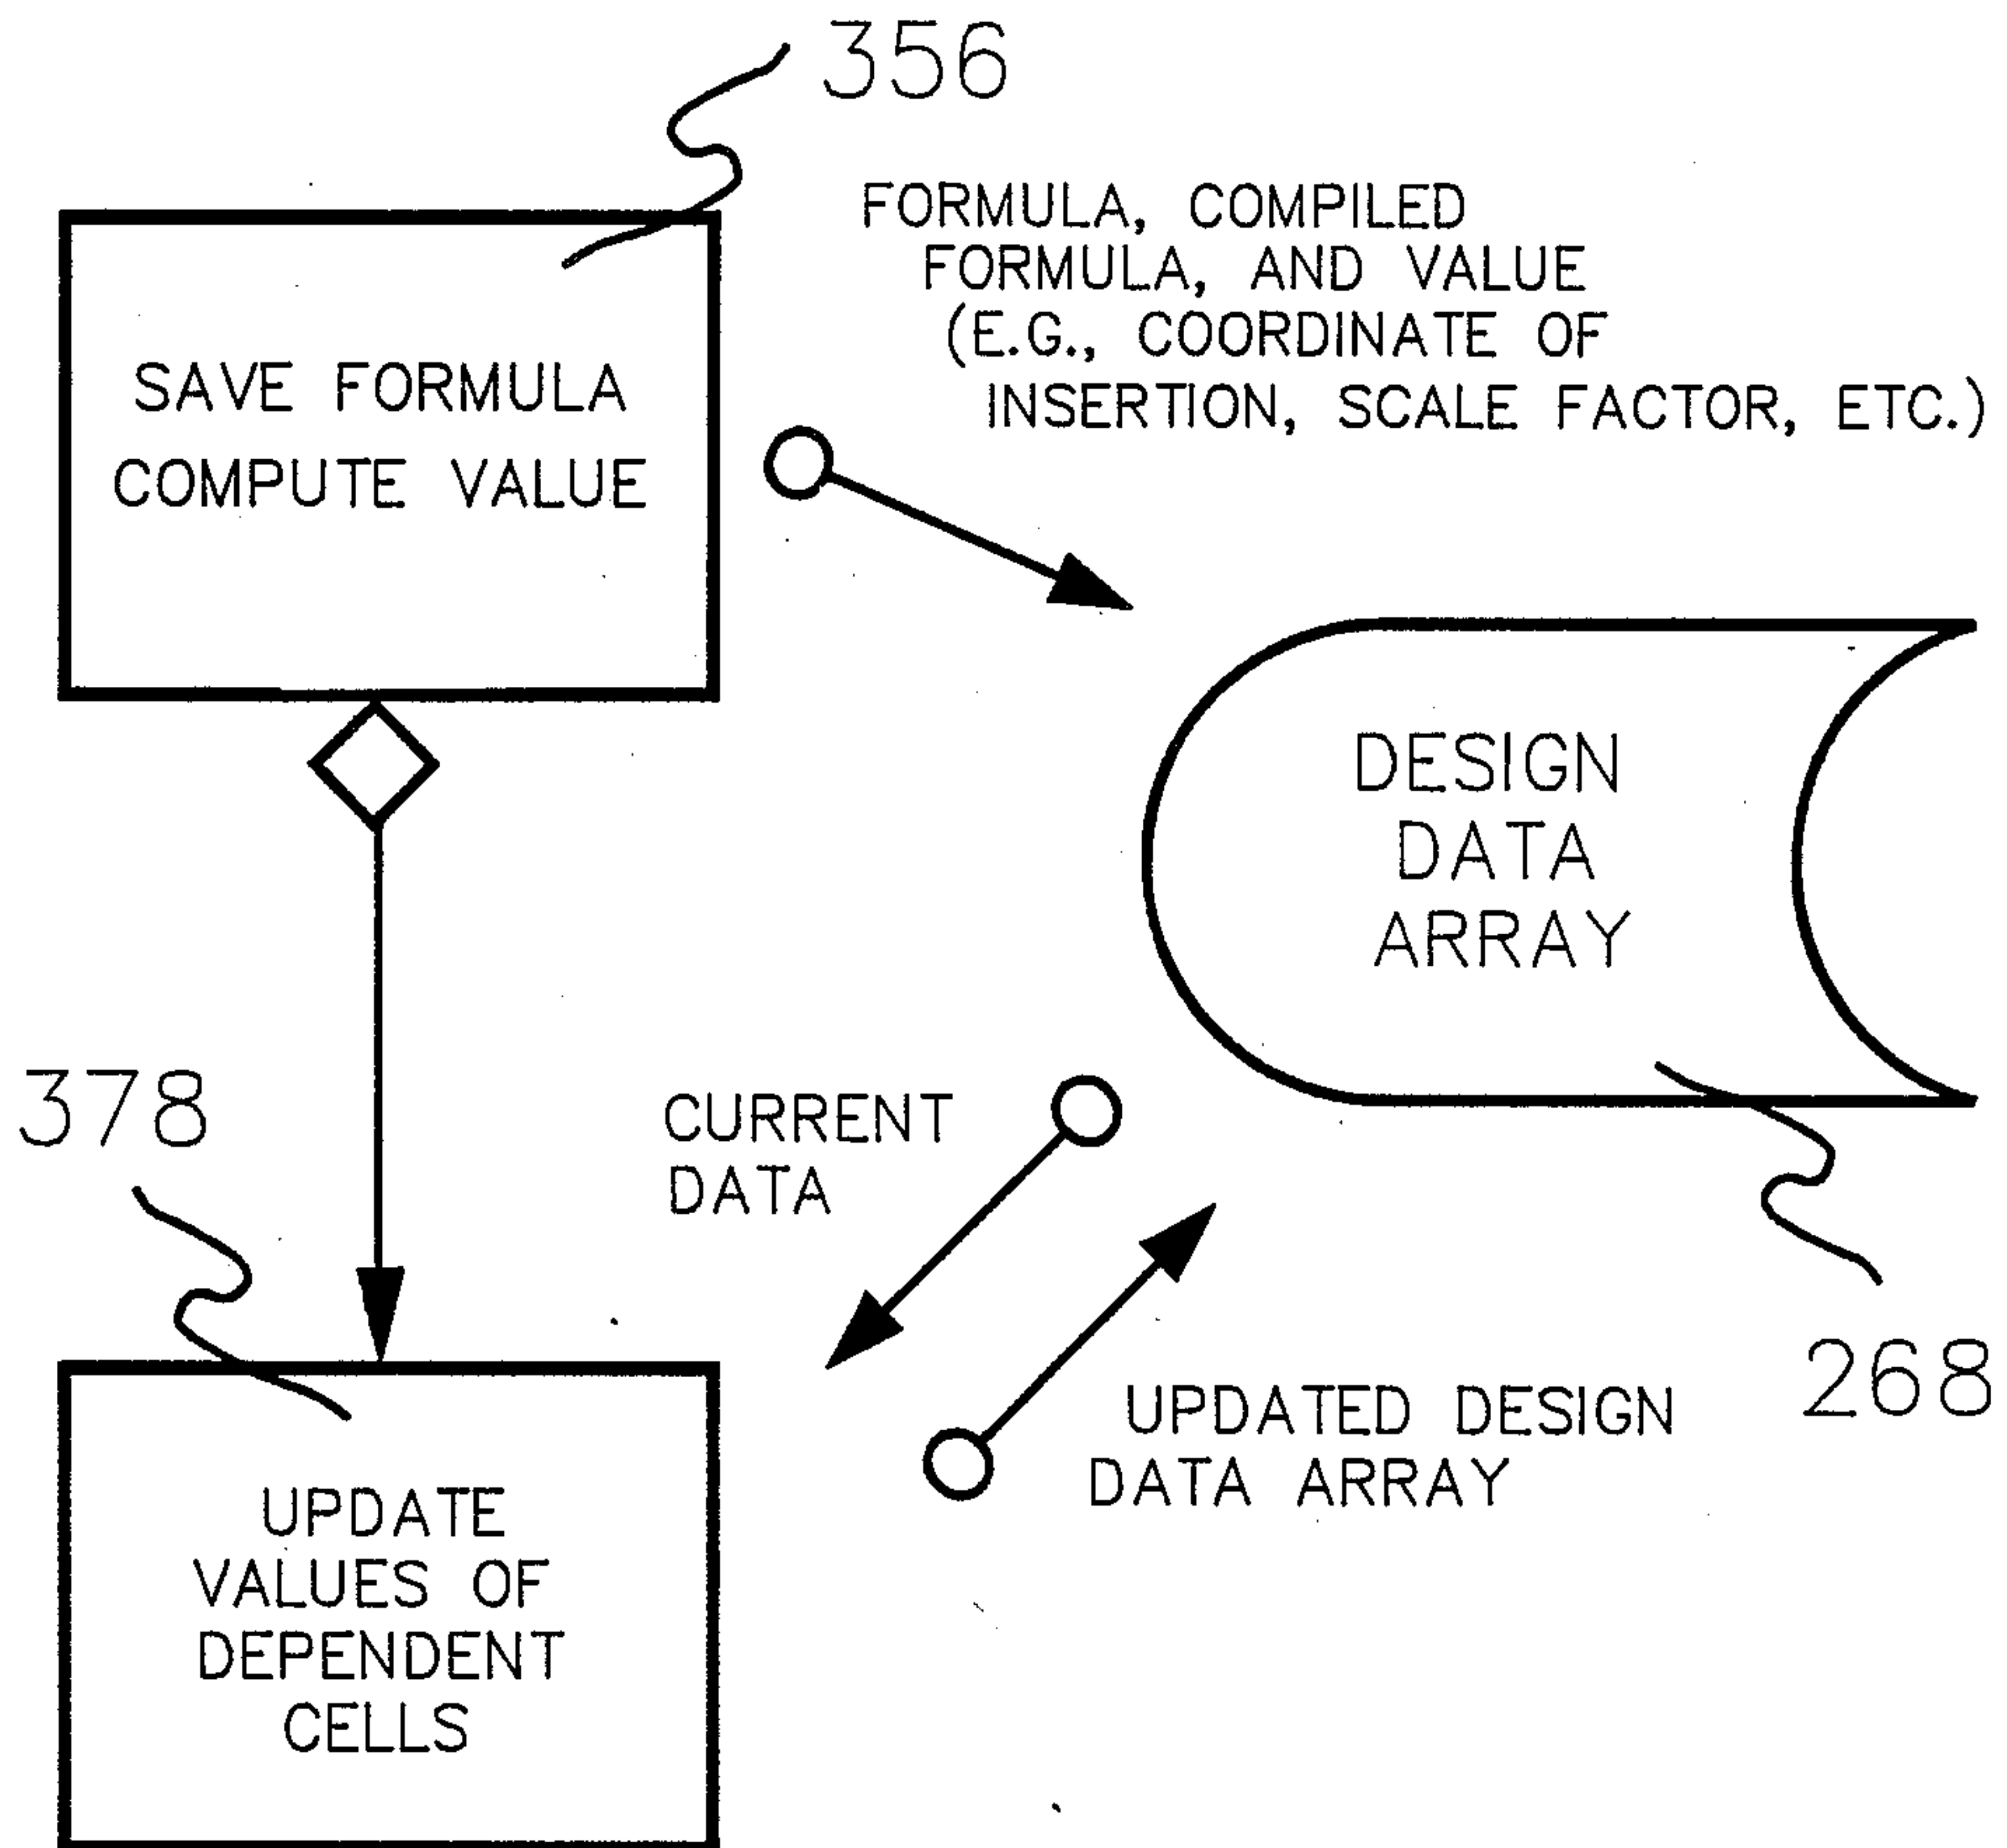 356
FORMULA, COMPILED
FORMULA, AND VALUE
(E.G., COORDINATE OF
INSERTION, SCALE FACTOR, ETC.)
SAVE FORMULA
COMPUTE VALUE
DESIGN
DATA
ARRAY
378
CURRENT
DATA
268
UPDATED DESIGN
DATA ARRAY
UPDATE
VALUES OF
DEPENDENT
CELLS